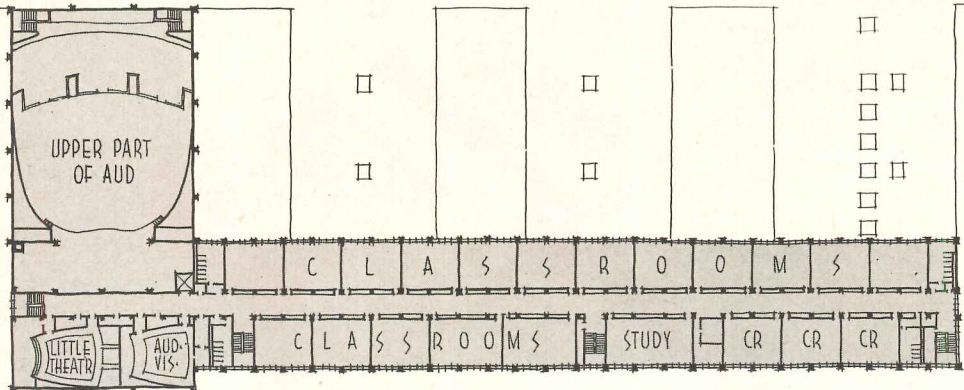 UPPER PART
OF AUD
CLASSROOMS
LITTLE
THEATR
AUD.
VIS.
CLASSROOMS
STUDY
CR
CR
CR